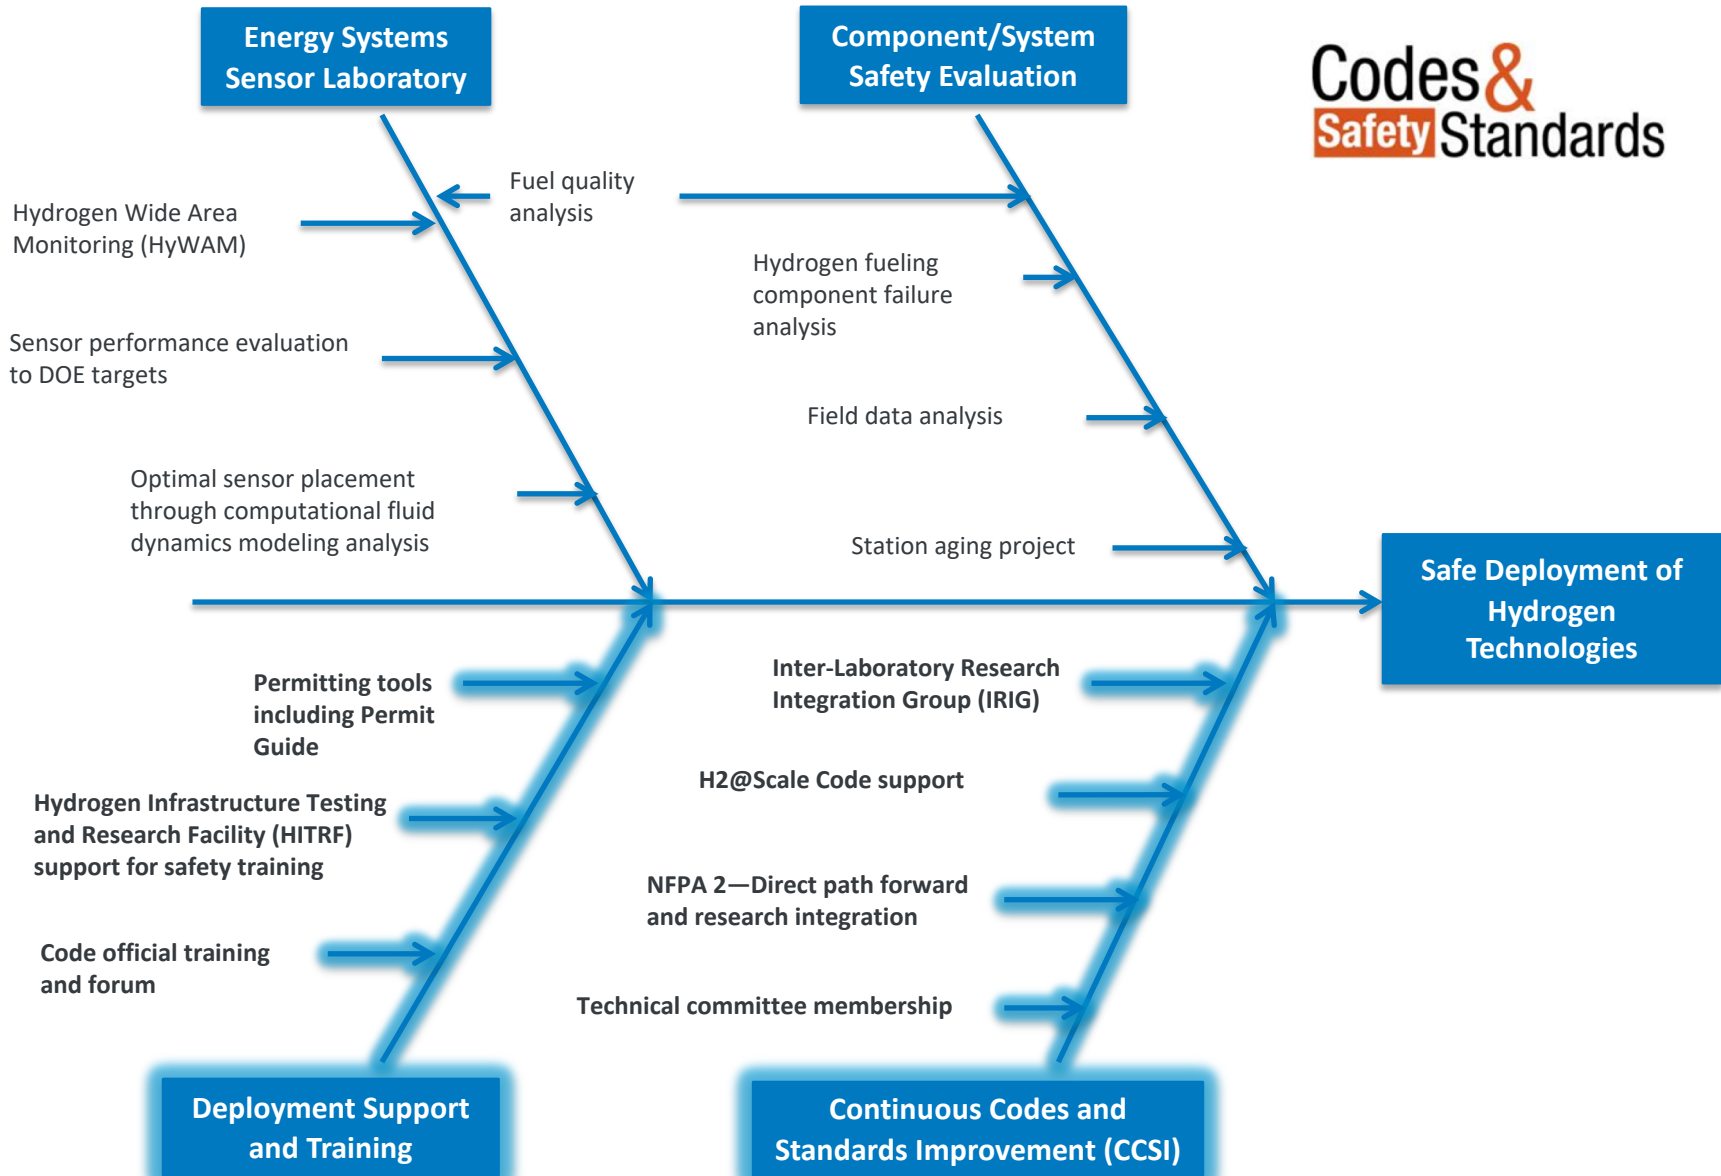 Energy Systems
Sensor Laboratory
Component/System
Safety Evaluation
Codes &
Safety Standards
Fuel quality
analysis
Hydrogen Wide Area
Monitoring (HyWAM)
Hydrogen fueling
component failure
analysis
Sensor performance evaluation
to DOE targets
Field data analysis
Optimal sensor placement
through computational fluid
dynamics modeling analysis
Station aging project
Safe Deployment of
Hydrogen
Technologies
Permitting tools
including Permit
Guide
Inter-Laboratory Research
Integration Group (IRIG)
H2@Scale Code support
Hydrogen Infrastructure Testing
and Research Facility (HITRF)
support for safety training
NFPA 2—Direct path forward
and research integration
Code official training
and forum
Technical committee membership
Deployment Support
and Training
Continuous Codes and
Standards Improvement (CCSI)